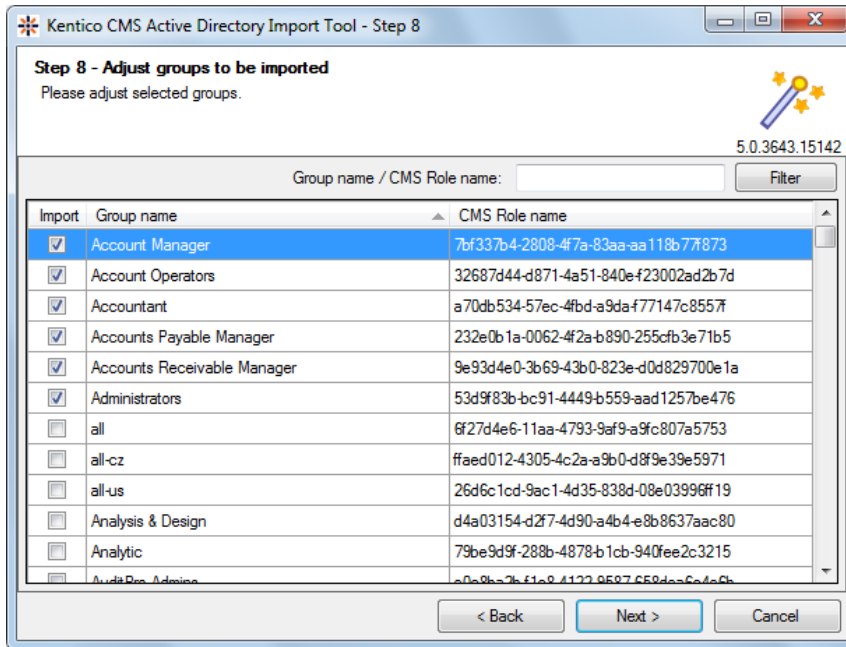 Kentico CMS Active Directory Import Tool - Step 8
Step 8 - Adjust groups to be imported
Please adjust selected groups.
5.0.3643.15142
Group name / CMS Role name: Filter
Import Group name CMS Role name
Account Manager 7bf337b4-2808-4f7a-83aa-aa118b77f873
Account Operators 32687d44-d871-4a51-840e-f23002ad2b7d
Accountant a70db534-57ec-4fbd-a9da-f77147c8557f
Accounts Payable Manager 232e0b1a-0062-4f2a-b890-255cfb3e71b5
Accounts Receivable Manager 9e93d4e0-3b69-43b0-823e-d0d829700e1a
Administrators 53d9f83b-bc91-4449-b559-aad1257be476
all 6f27d4e6-11aa-4793-9af9-a9fc807a5753
all-cz ffaed012-4305-4c2a-a9b0-d8f9e39e5971
all-us 26d6c1cd-9ac1-4d35-838d-08e03996ff19
Analysis & Design d4a03154-d2f7-4d90-a4b4-e8b8637aac80
Analytic 79be9d9f-288b-4878-b1cb-940fee2c3215
AuditPro Admins
< Back Next > Cancel